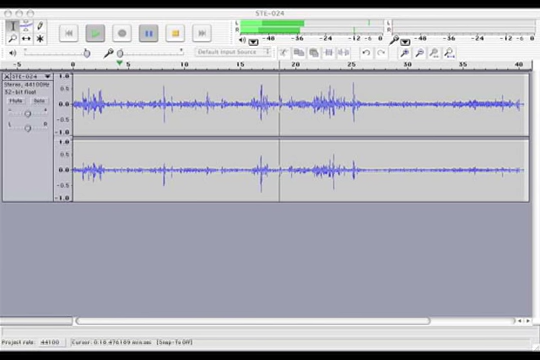 STE-024
L
R
-48 -36 -24 -12 -6 0
-48 -36 -24 -12 -6 0
Default Input Source
-5 0 5 10 15 20 25 30 35 40
STE-024
Stereo, 44100Hz
32-bit float
Mute Solo
- +
L R
1.0
0.5
0.0
-0.5
-1.0
1.0
0.5
0.0
-0.5
-1.0
Project rate: 44100 Cursor: 0:18.476189 min:sec [Snap-To Off]